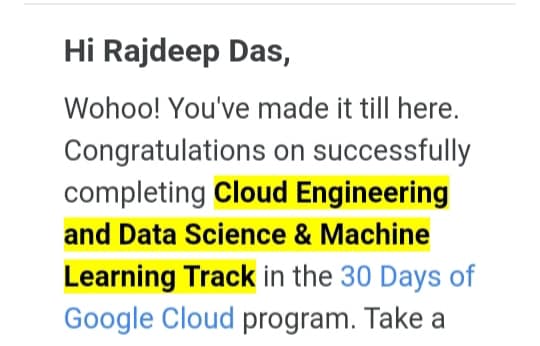 Hi Rajdeep Das,
Wohoo! You've made it till here.
Congratulations on successfully
completing Cloud Engineering
and Data Science & Machine
Learning Track in the 30 Days of
Google Cloud program. Take a